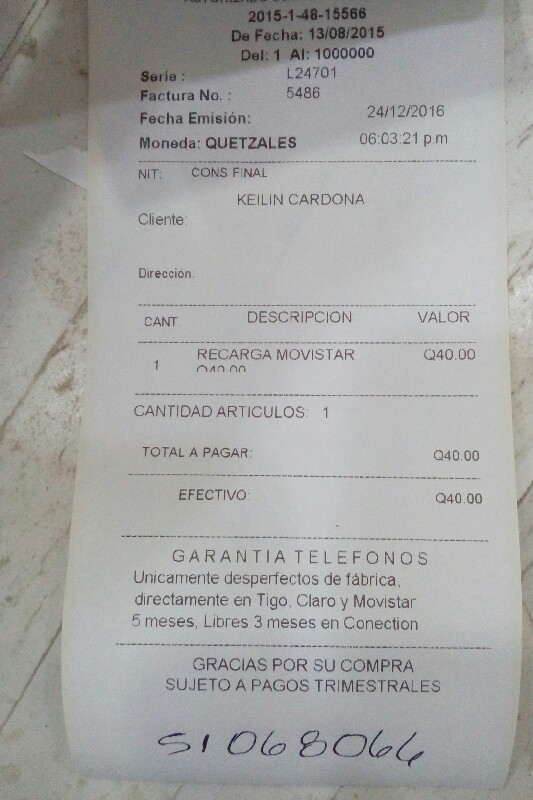 2015-1-48-15566
De Fecha: 13/08/2015
Del: 1 Al: 1000000
Serie : L24701
Factura No. : 5486
Fecha Emisión: 24/12/2016
Moneda: QUETZALES 06:03:21 p.m
NIT: CONS FINAL
KEILIN CARDONA
Cliente:
Dirección:
CANT DESCRIPCION VALOR
1 RECARGA MOVISTAR Q40.00
Q40.00
CANTIDAD ARTICULOS: 1
TOTAL A PAGAR: Q40.00
EFECTIVO: Q40.00
GARANTIA TELEFONOS
Unicamente desperfectos de fábrica,
directamente en Tigo, Claro y Movistar
5 meses, Libres 3 meses en Conection
GRACIAS POR SU COMPRA
SUJETO A PAGOS TRIMESTRALES
51068066